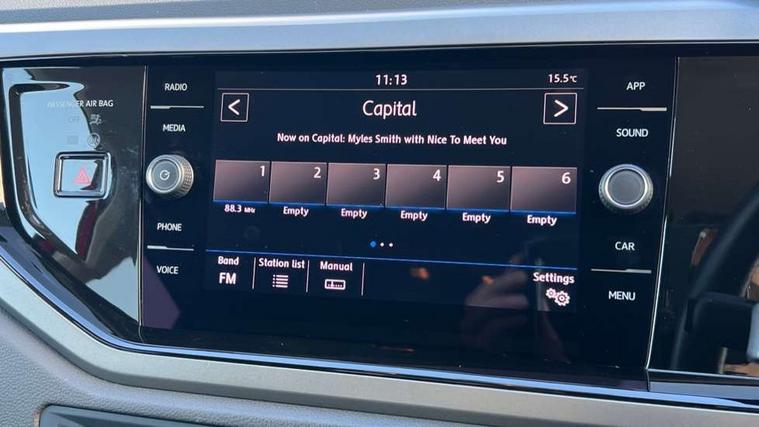 11:13
15.5°C
PASSENGER AIR BAG
OFF
RADIO
MEDIA
PHONE
VOICE
<
Capital
>
Now on Capital: Myles Smith with Nice To Meet You
1
2
3
4
5
6
88.3 MHz
Empty
Empty
Empty
Empty
Empty
Band
FM
Station list
Manual
Settings
APP
SOUND
CAR
MENU